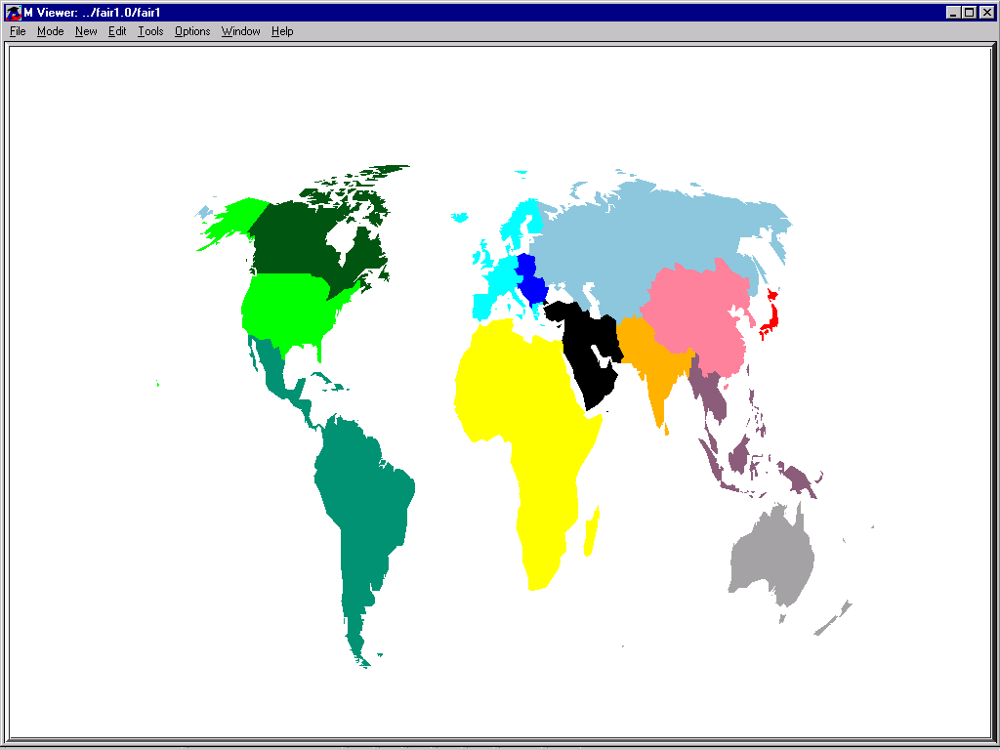 M Viewer: ../fair1.0/fair1
File Mode New Edit Tools Options Window Help